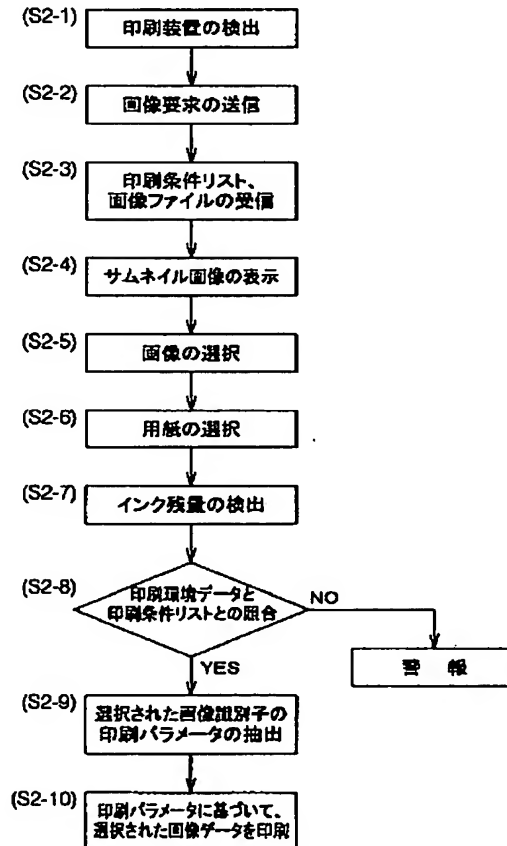 (S2-1)
印刷装置の検出
(S2-2)
画像要求の送信
(S2-3)
印刷条件リスト、
画像ファイルの受信
(S2-4)
サムネイル画像の表示
(S2-5)
画像の選択
(S2-6)
用紙の選択
(S2-7)
インク残量の検出
(S2-8)
印刷環境データと
印刷条件リストとの照合
NO
警 報
YES
(S2-9)
選択された画像識別子の
印刷パラメータの抽出
(S2-10)
印刷パラメータに基づいて、
選択された画像データを印刷